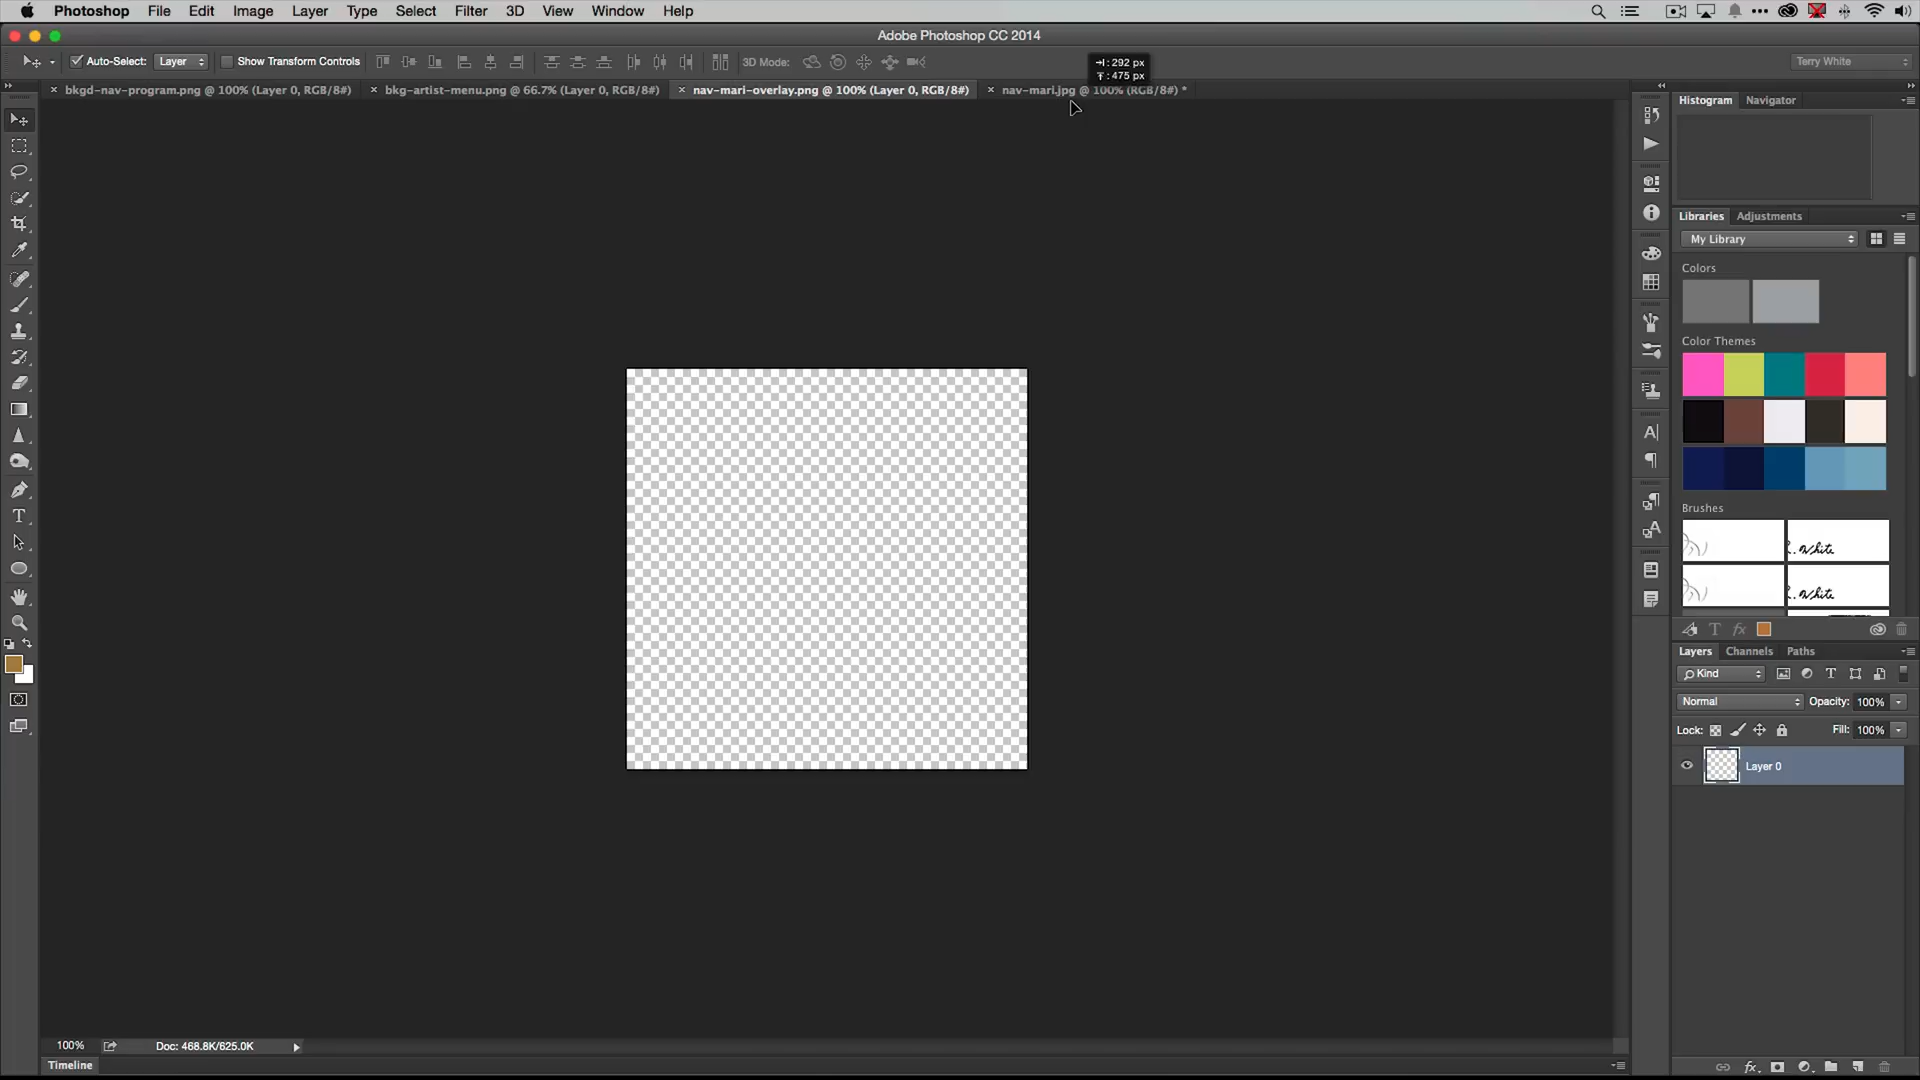 Photoshop File Edit Image Layer Type Select Filter 3D View Window Help
Adobe Photoshop CC 2014
Auto-Select: Layer Show Transform Controls 3D Mode: Terry White
→|: 292 px
: 475 px
bkgd-nav-program.png @ 100% (Layer 0, RGB/8#) bkg-artist-menu.png @ 66.7% (Layer 0, RGB/8#) nav-mari-overlay.png @ 100% (Layer 0, RGB/8#) nav-mari.jpg @ 100% (RGB/8#) *
Histogram Navigator
Libraries Adjustments
My Library
Colors
Color Themes
Brushes
. White
. White
Layers Channels Paths
Kind
Normal Opacity: 100%
Lock: Fill: 100%
Layer 0
100% Doc: 468.8K/625.0K
Timeline